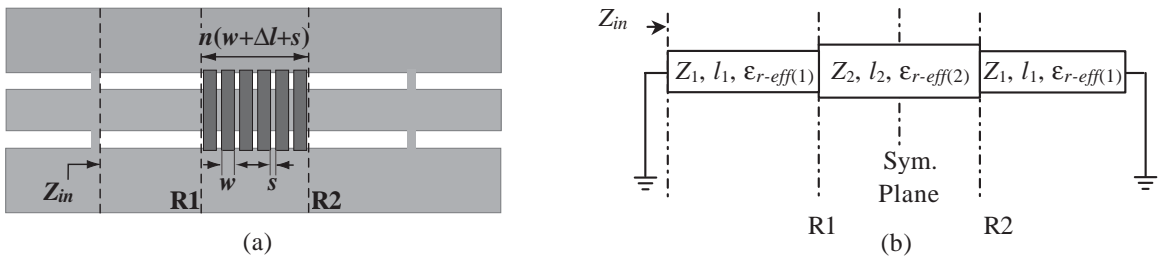 n(w+Δl+s)
w
s
Z_in
R1
R2
(a)
Z_in
Z_1, l_1, ε_r-eff(1)
Z_2, l_2, ε_r-eff(2)
Z_1, l_1, ε_r-eff(1)
Sym.
Plane
R1
R2
(b)